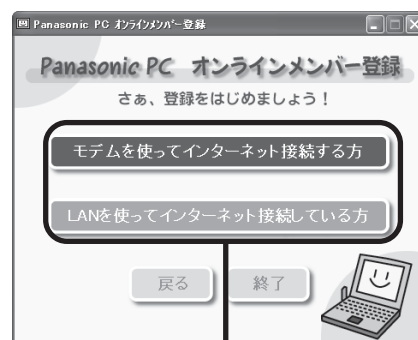 Panasonic PC オンラインメンバー登録
Panasonic PC オンラインメンバー登録
さぁ、登録をはじめましょう！
モデムを使ってインターネット接続する方
LANを使ってインターネット接続している方
戻る 終了